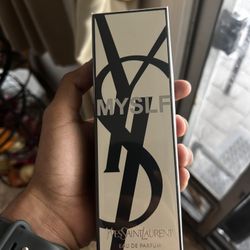 MYSLF
YVESSAINTLAURENT
EAU DE PARFUM